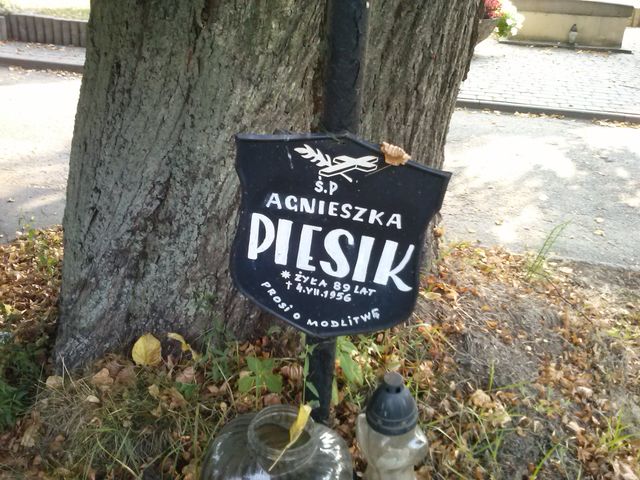 Ś.P
AGNIESZKA
PIESIK
* ŻYŁA 89 LAT
† 4.VII.1956
PROSI O MODLITWĘ